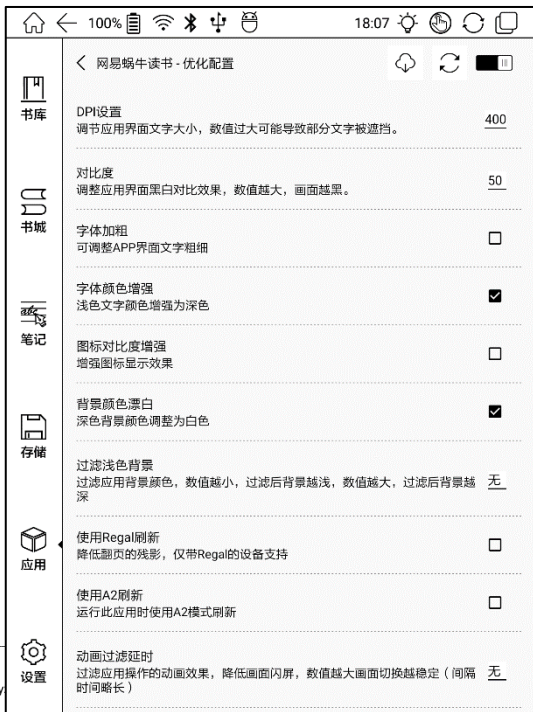 100%
18:07
网易蜗牛读书 - 优化配置
书库
DPI设置
调节应用界面文字大小，数值过大可能导致部分文字被遮挡。
400
对比度
调整应用界面黑白对比效果，数值越大，画面越黑。
50
书城
字体加粗
可调整APP界面文字粗细
字体颜色增强
浅色文字颜色增强为深色
abc
笔记
图标对比度增强
增强图标显示效果
背景颜色漂白
深色背景颜色调整为白色
存储
过滤浅色背景
过滤应用背景颜色，数值越小，过滤后背景越浅，数值越大，过滤后背景越
深
无
使用Regal刷新
降低翻页的残影，仅带Regal的设备支持
应用
使用A2刷新
运行此应用时使用A2模式刷新
动画过滤延时
过滤应用操作的动画效果，降低画面闪屏，数值越大画面切换越稳定（间隔
时间略长）
无
设置